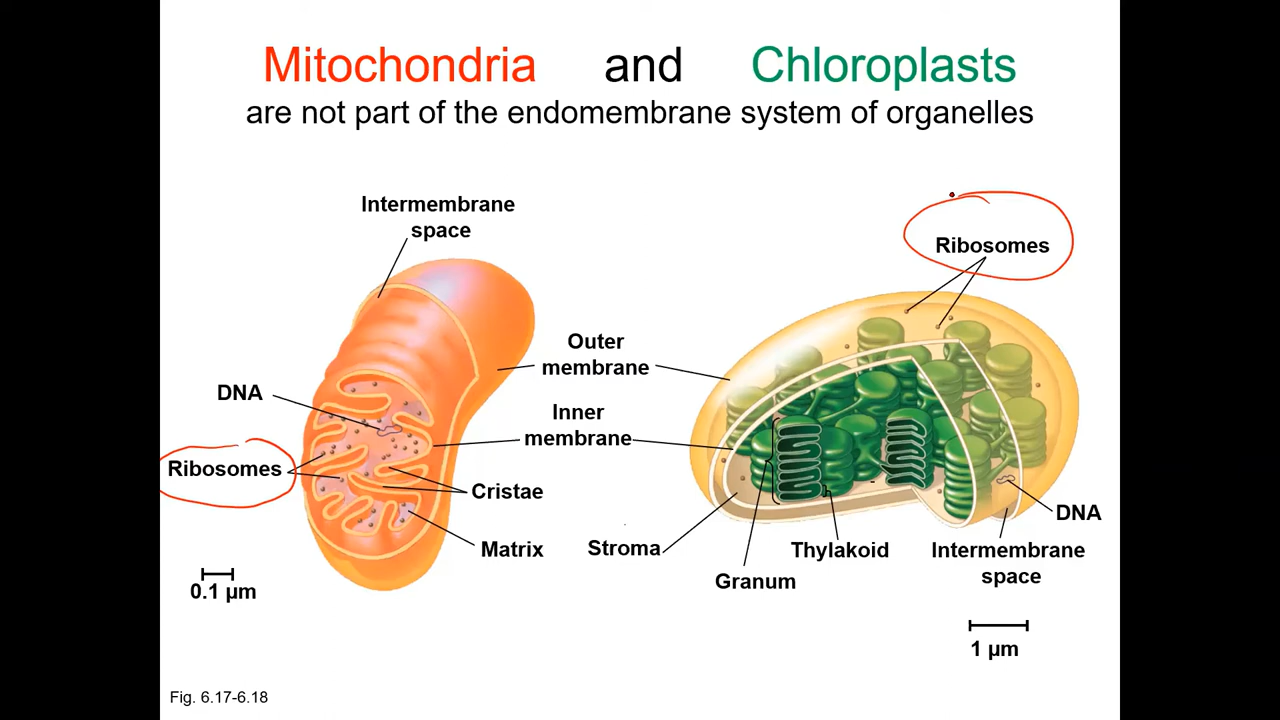 Mitochondria and Chloroplasts
are not part of the endomembrane system of organelles
Intermembrane
space
Ribosomes
Outer
membrane
DNA
Inner
membrane
Ribosomes
Cristae
Matrix
Stroma
Thylakoid
Granum
DNA
Intermembrane
space
0.1 µm
1 µm
Fig. 6.17-6.18